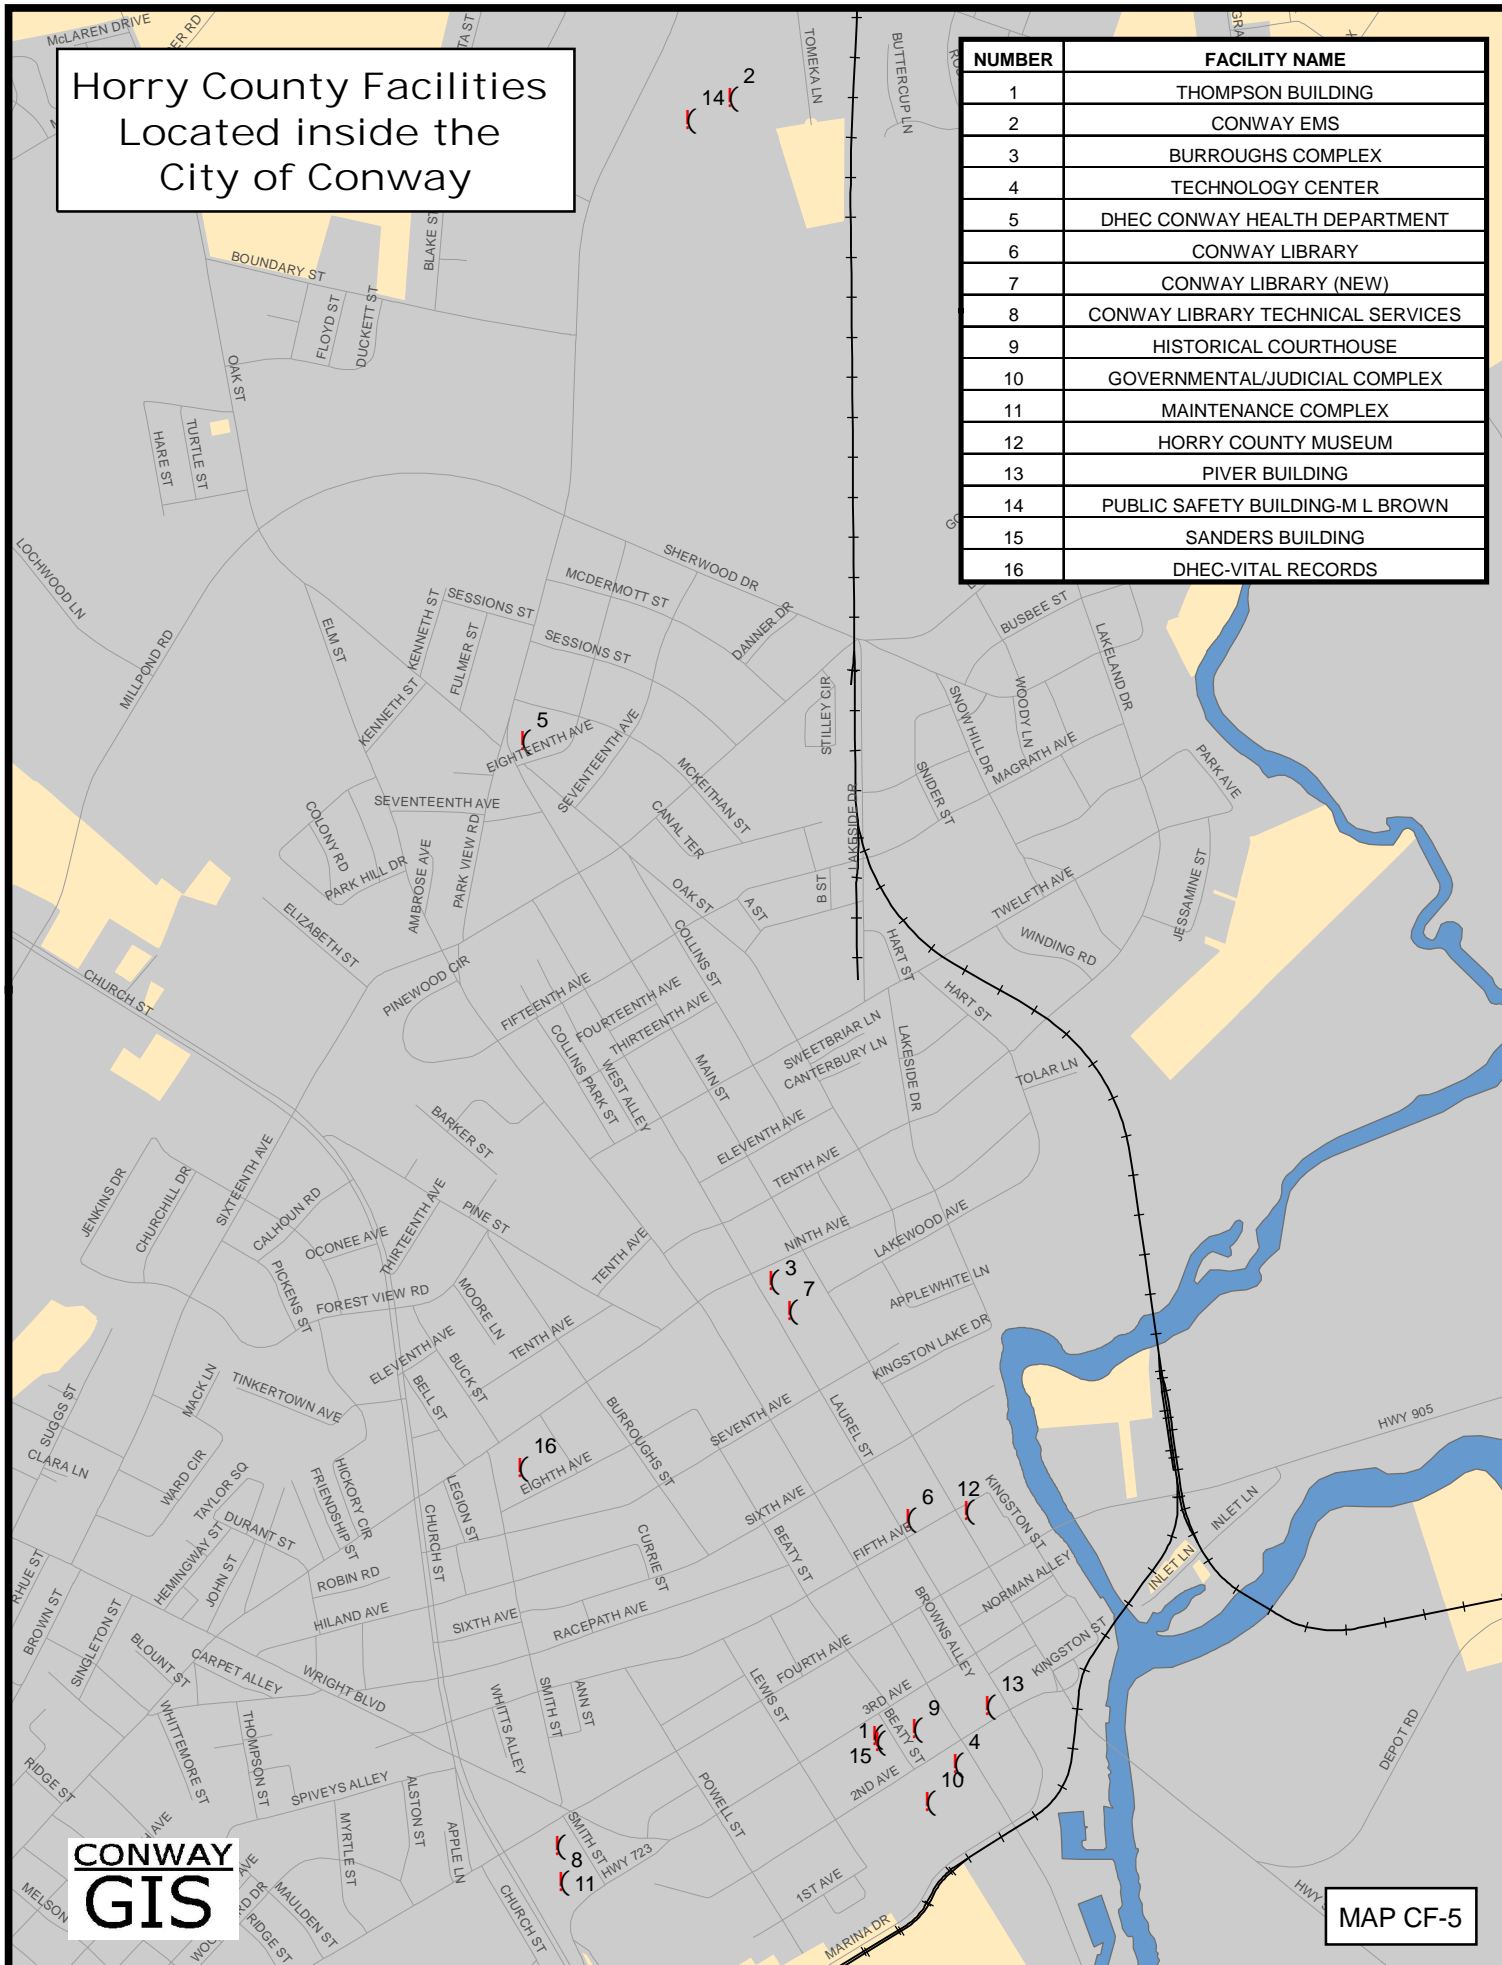 Horry County Facilities
Located inside the
City of Conway
NUMBER FACILITY NAME
1 THOMPSON BUILDING
2 CONWAY EMS
3 BURROUGHS COMPLEX
4 TECHNOLOGY CENTER
5 DHEC CONWAY HEALTH DEPARTMENT
6 CONWAY LIBRARY
7 CONWAY LIBRARY (NEW)
8 CONWAY LIBRARY TECHNICAL SERVICES
9 HISTORICAL COURTHOUSE
10 GOVERNMENTAL/JUDICIAL COMPLEX
11 MAINTENANCE COMPLEX
12 HORRY COUNTY MUSEUM
13 PIVER BUILDING
14 PUBLIC SAFETY BUILDING-M L BROWN
15 SANDERS BUILDING
16 DHEC-VITAL RECORDS
McLAREN DRIVE
TOMEKA LN
BUTTERCUP LN
2
14
BLAKE ST
BOUNDARY ST
FLOYD ST
DUCKETT ST
OAK ST
HARE ST
TURTLE ST
LOCHWOOD LN
MILLPOND RD
SHERWOOD DR
MCDERMOTT ST
SESSIONS ST
SESSIONS ST
DANNER DR
ELM ST
KENNETH ST
KENNETH ST
FULMER ST
BUSBEE ST
LAKELAND DR
STILLEY CIR
SNOW HILL DR
WOODY LN
MAGRATH AVE
SNIDER ST
PARK AVE
5
EIGHTEENTH AVE
SEVENTEENTH AVE
SEVENTEENTH AVE
MCKEITHAN ST
CANAL TER
LAKESIDE DR
COLONY RD
PARK HILL DR
AMBROSE AVE
PARK VIEW RD
OAK ST
A ST
B ST
TWELFTH AVE
JESSAMINE ST
WINDING RD
ELIZABETH ST
CHURCH ST
PINEWOOD CIR
COLLINS ST
HART ST
HART ST
FIFTEENTH AVE
FOURTEENTH AVE
THIRTEENTH AVE
COLLINS PARK ST
WEST ALLEY
MAIN ST
SWEETBRIAR LN
CANTERBURY LN
LAKESIDE DR
TOLAR LN
BARKER ST
ELEVENTH AVE
TENTH AVE
JENKINS DR
CHURCHILL DR
SIXTEENTH AVE
CALHOUN RD
OCONEE AVE
THIRTEENTH AVE
PINE ST
PICKENS ST
FOREST VIEW RD
MOORE LN
TENTH AVE
NINTH AVE
LAKEWOOD AVE
APPLEWHITE LN
3
7
KINGSTON LAKE DR
ELEVENTH AVE
TENTH AVE
BUCK ST
BELL ST
MACK LN
TINKERTOWN AVE
SUGGS ST
CLARA LN
WARD CIR
TAYLOR SQ
HICKORY CIR
FRIENDSHIP ST
DURANT ST
HEMINGWAY ST
JOHN ST
16
EIGHTH AVE
LEGION ST
CHURCH ST
BURROUGHS ST
SEVENTH AVE
LAUREL ST
HWY 905
SIXTH AVE
6
12
KINGSTON ST
FIFTH AVE
INLET LN
INLET LN
BEATY ST
CURRIE ST
BROWNS ALLEY
NORMAN ALLEY
RHUE ST
BROWN ST
SINGLETON ST
ROBIN RD
HILAND AVE
SIXTH AVE
RACEPATH AVE
BLOUNT ST
CARPET ALLEY
WRIGHT BLVD
FOURTH AVE
LEWIS ST
KINGSTON ST
3RD AVE
13
9
1
15
BEATY ST
4
2ND AVE
10
WHITTS ALLEY
SMITH ST
ANN ST
WHITTEMORE ST
THOMPSON ST
RIDGE ST
SPIVEYS ALLEY
ALSTON ST
MYRTLE ST
APPLE LN
POWELL ST
DEPOT RD
SMITH ST
8
11
HWY 723
1ST AVE
MAULDEN ST
RIDGE ST
CHURCH ST
MARINA DR
CONWAY
GIS
MAP CF-5